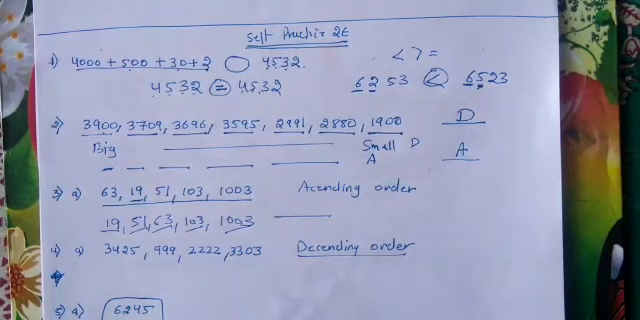 Self Practice 2E
1) 4000 + 500 + 30 + 2 ○ 4532. < > =
4532 = 4532 6253 < 6523
2) 3900, 3709, 3696, 3595, 2991, 2880, 1900 D
Big Small D
A A
3) a) 63, 19, 51, 103, 1003 Acending order
19, 51, 63, 103, 1003
4) a) 3425, 999, 2222, 3303 Decending order
5) a) 6245